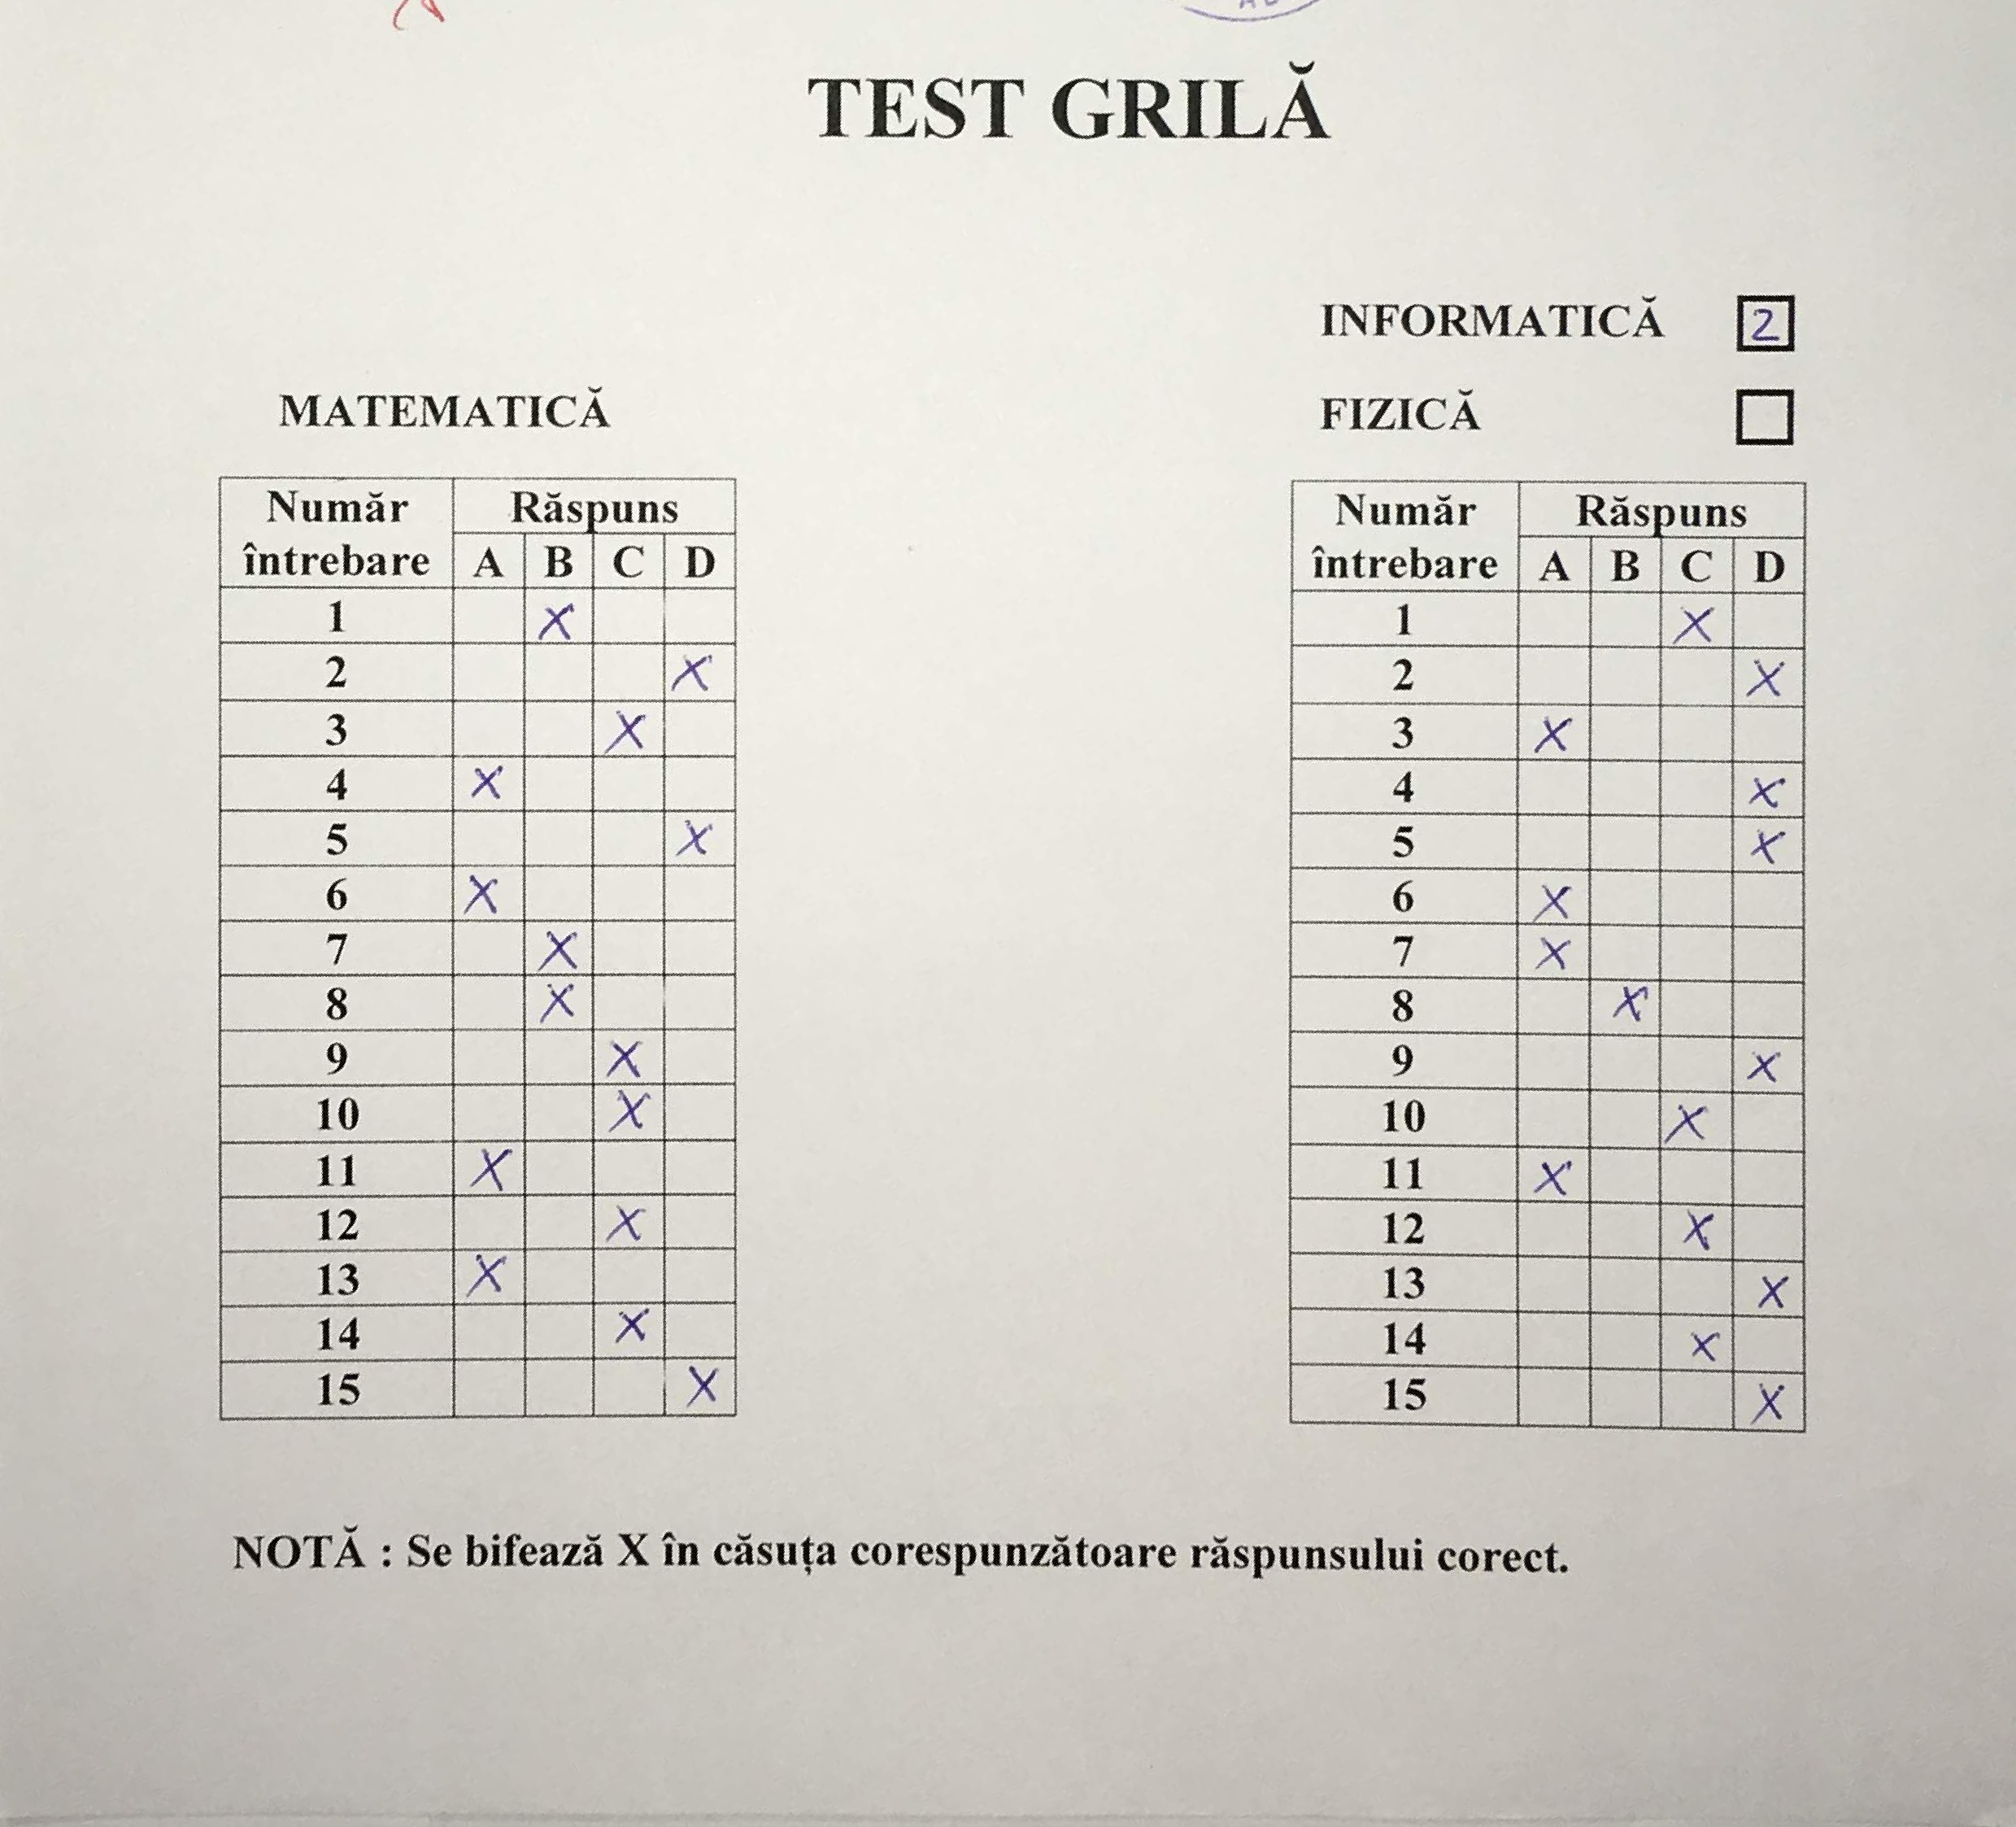 TEST GRILĂ
INFORMATICĂ 2
FIZICĂ
MATEMATICĂ
Număr întrebare Răspuns
A B C D
1 X
2 X
3 X
4 X
5 X
6 X
7 X
8 X
9 X
10 X
11 X
12 X
13 X
14 X
15 X
Număr întrebare Răspuns
A B C D
1 X
2 X
3 X
4 X
5 X
6 X
7 X
8 X
9 X
10 X
11 X
12 X
13 X
14 X
15 X
NOTĂ : Se bifează X în căsuța corespunzătoare răspunsului corect.